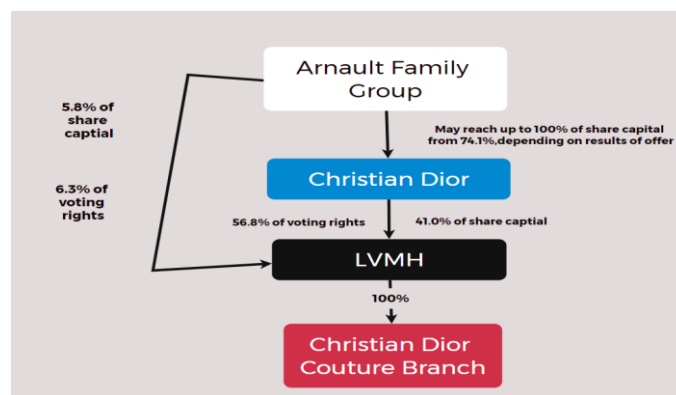 Arnault Family
Group
5.8% of
share
captial
6.3% of
voting
rights
May reach up to 100% of share capital
from 74.1%,depending on results of offer
Christian Dior
56.8% of voting rights
41.0% of share captial
LVMH
100%
Christian Dior
Couture Branch